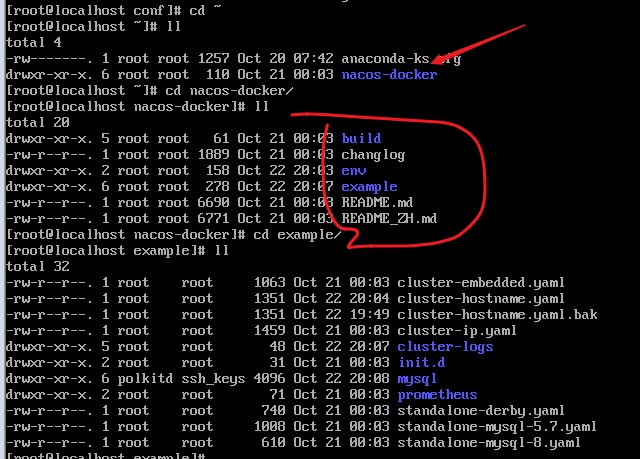 [root@localhost conf]# cd ~
[root@localhost ~]# ll
total 4
-rw-------. 1 root root 1257 Oct 20 07:42 anaconda-ks.cfg
drwxr-xr-x. 6 root root  110 Oct 21 00:03 nacos-docker
[root@localhost ~]# cd nacos-docker/
[root@localhost nacos-docker]# ll
total 20
drwxr-xr-x. 5 root root   61 Oct 21 00:03 build
-rw-r--r--. 1 root root 1889 Oct 21 00:03 changlog
drwxr-xr-x. 2 root root  158 Oct 22 20:03 env
drwxr-xr-x. 6 root root  278 Oct 22 20:07 example
-rw-r--r--. 1 root root 6690 Oct 21 00:03 README.md
-rw-r--r--. 1 root root 6771 Oct 21 00:03 README_ZH.md
[root@localhost nacos-docker]# cd example/
[root@localhost example]# ll
total 32
-rw-r--r--. 1 root    root     1063 Oct 21 00:03 cluster-embedded.yaml
-rw-r--r--. 1 root    root     1351 Oct 22 20:04 cluster-hostname.yaml
-rw-r--r--. 1 root    root     1351 Oct 22 19:49 cluster-hostname.yaml.bak
-rw-r--r--. 1 root    root     1459 Oct 21 00:03 cluster-ip.yaml
drwxr-xr-x. 5 root    root       48 Oct 22 20:07 cluster-logs
drwxr-xr-x. 2 root    root       31 Oct 21 00:03 init.d
drwxr-xr-x. 6 polkitd ssh_keys 4096 Oct 22 20:08 mysql
drwxr-xr-x. 2 root    root       71 Oct 21 00:03 prometheus
-rw-r--r--. 1 root    root      740 Oct 21 00:03 standalone-derby.yaml
-rw-r--r--. 1 root    root     1008 Oct 21 00:03 standalone-mysql-5.7.yaml
-rw-r--r--. 1 root    root      610 Oct 21 00:03 standalone-mysql-8.yaml
[root@localhost example]#